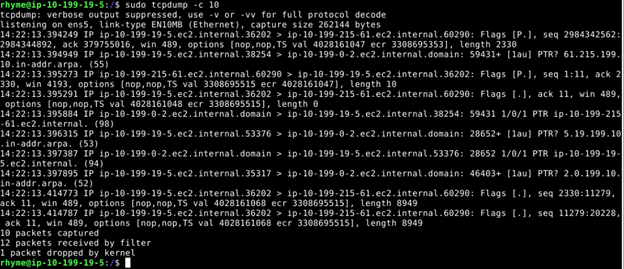 rhyme@ip-10-199-19-5:/$ sudo tcpdump -c 10
tcpdump: verbose output suppressed, use -v or -vv for full protocol decode
listening on ens5, link-type EN10MB (Ethernet), capture size 262144 bytes
14:22:13.394249 IP ip-10-199-19-5.ec2.internal.36202 > ip-10-199-215-61.ec2.internal.60290: Flags [P.], seq 2984342562:
2984344892, ack 379755016, win 489, options [nop,nop,TS val 4028161047 ecr 3308695353], length 2330
14:22:13.394949 IP ip-10-199-19-5.ec2.internal.38254 > ip-10-199-0-2.ec2.internal.domain: 59431+ [1au] PTR? 61.215.199.
10.in-addr.arpa. (55)
14:22:13.395273 IP ip-10-199-215-61.ec2.internal.60290 > ip-10-199-19-5.ec2.internal.36202: Flags [P.], seq 1:11, ack 2
330, win 4193, options [nop,nop,TS val 3308695515 ecr 4028161047], length 10
14:22:13.395291 IP ip-10-199-19-5.ec2.internal.36202 > ip-10-199-215-61.ec2.internal.60290: Flags [.], ack 11, win 489,
 options [nop,nop,TS val 4028161048 ecr 3308695515], length 0
14:22:13.395884 IP ip-10-199-0-2.ec2.internal.domain > ip-10-199-19-5.ec2.internal.38254: 59431 1/0/1 PTR ip-10-199-215
-61.ec2.internal. (98)
14:22:13.396315 IP ip-10-199-19-5.ec2.internal.53376 > ip-10-199-0-2.ec2.internal.domain: 28652+ [1au] PTR? 5.19.199.10
.in-addr.arpa. (53)
14:22:13.397387 IP ip-10-199-0-2.ec2.internal.domain > ip-10-199-19-5.ec2.internal.53376: 28652 1/0/1 PTR ip-10-199-19-
5.ec2.internal. (94)
14:22:13.397895 IP ip-10-199-19-5.ec2.internal.35317 > ip-10-199-0-2.ec2.internal.domain: 46403+ [1au] PTR? 2.0.199.10.
in-addr.arpa. (52)
14:22:13.414773 IP ip-10-199-19-5.ec2.internal.36202 > ip-10-199-215-61.ec2.internal.60290: Flags [.], seq 2330:11279,
ack 11, win 489, options [nop,nop,TS val 4028161068 ecr 3308695515], length 8949
14:22:13.414787 IP ip-10-199-19-5.ec2.internal.36202 > ip-10-199-215-61.ec2.internal.60290: Flags [.], seq 11279:20228,
 ack 11, win 489, options [nop,nop,TS val 4028161068 ecr 3308695515], length 8949
10 packets captured
12 packets received by filter
1 packet dropped by kernel
rhyme@ip-10-199-19-5:/$